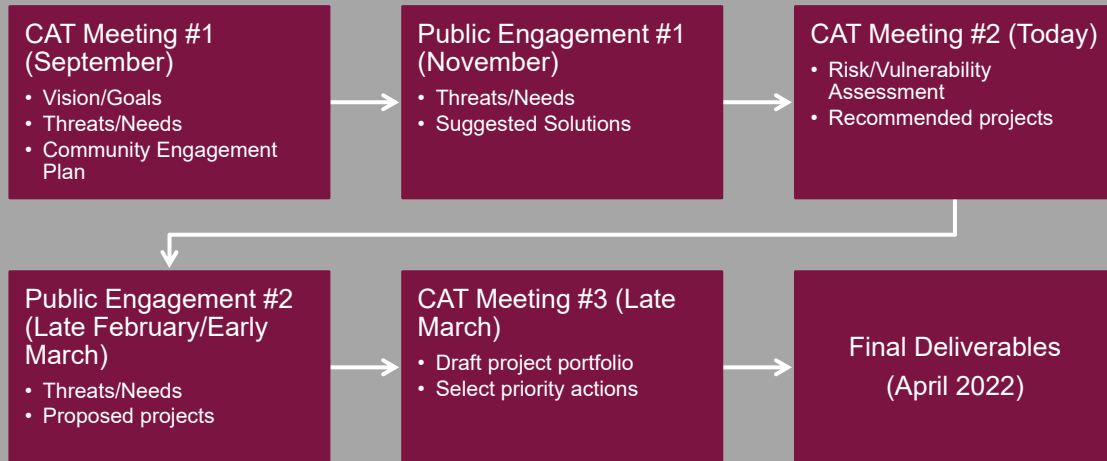 CAT Meeting #1
(September)
• Vision/Goals
• Threats/Needs
• Community Engagement
Plan
Public Engagement #1
(November)
• Threats/Needs
• Suggested Solutions
CAT Meeting #2 (Today)
• Risk/Vulnerability
Assessment
• Recommended projects
Public Engagement #2
(Late February/Early
March)
• Threats/Needs
• Proposed projects
CAT Meeting #3 (Late
March)
• Draft project portfolio
• Select priority actions
Final Deliverables
(April 2022)